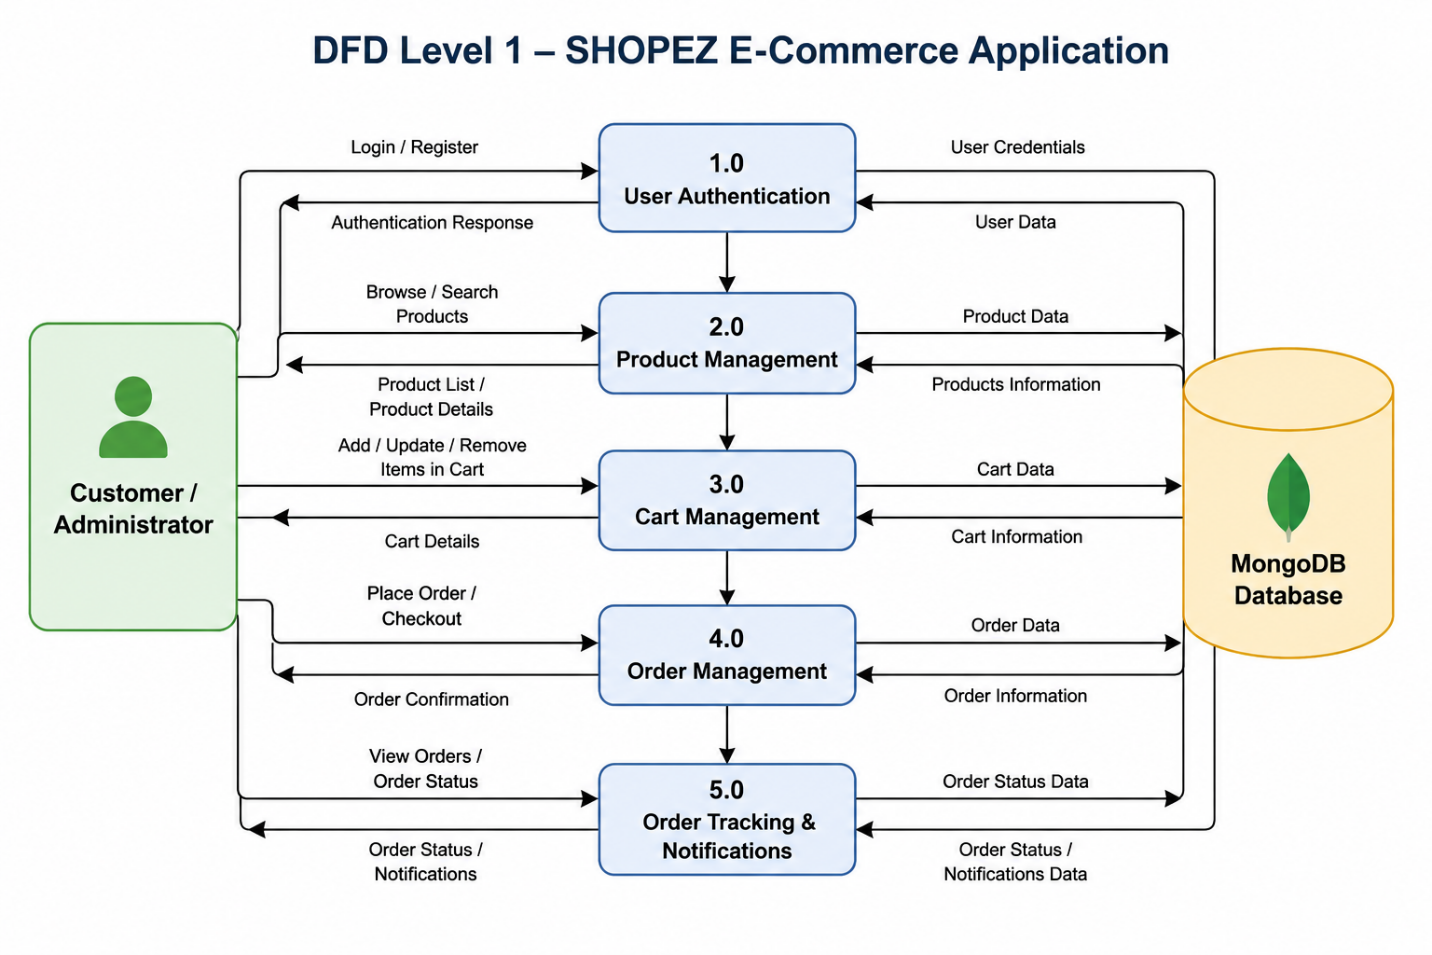 DFD Level 1 – SHOPEZ E-Commerce Application
Login / Register
1.0
User Authentication
User Credentials
Authentication Response
User Data
Browse / Search
Products
2.0
Product Management
Product Data
Product List /
Product Details
Products Information
Add / Update / Remove
Items in Cart
3.0
Cart Management
Cart Data
Cart Details
Cart Information
Customer /
Administrator
MongoDB
Database
Place Order /
Checkout
4.0
Order Management
Order Data
Order Confirmation
Order Information
View Orders /
Order Status
5.0
Order Tracking &
Notifications
Order Status Data
Order Status /
Notifications
Order Status /
Notifications Data